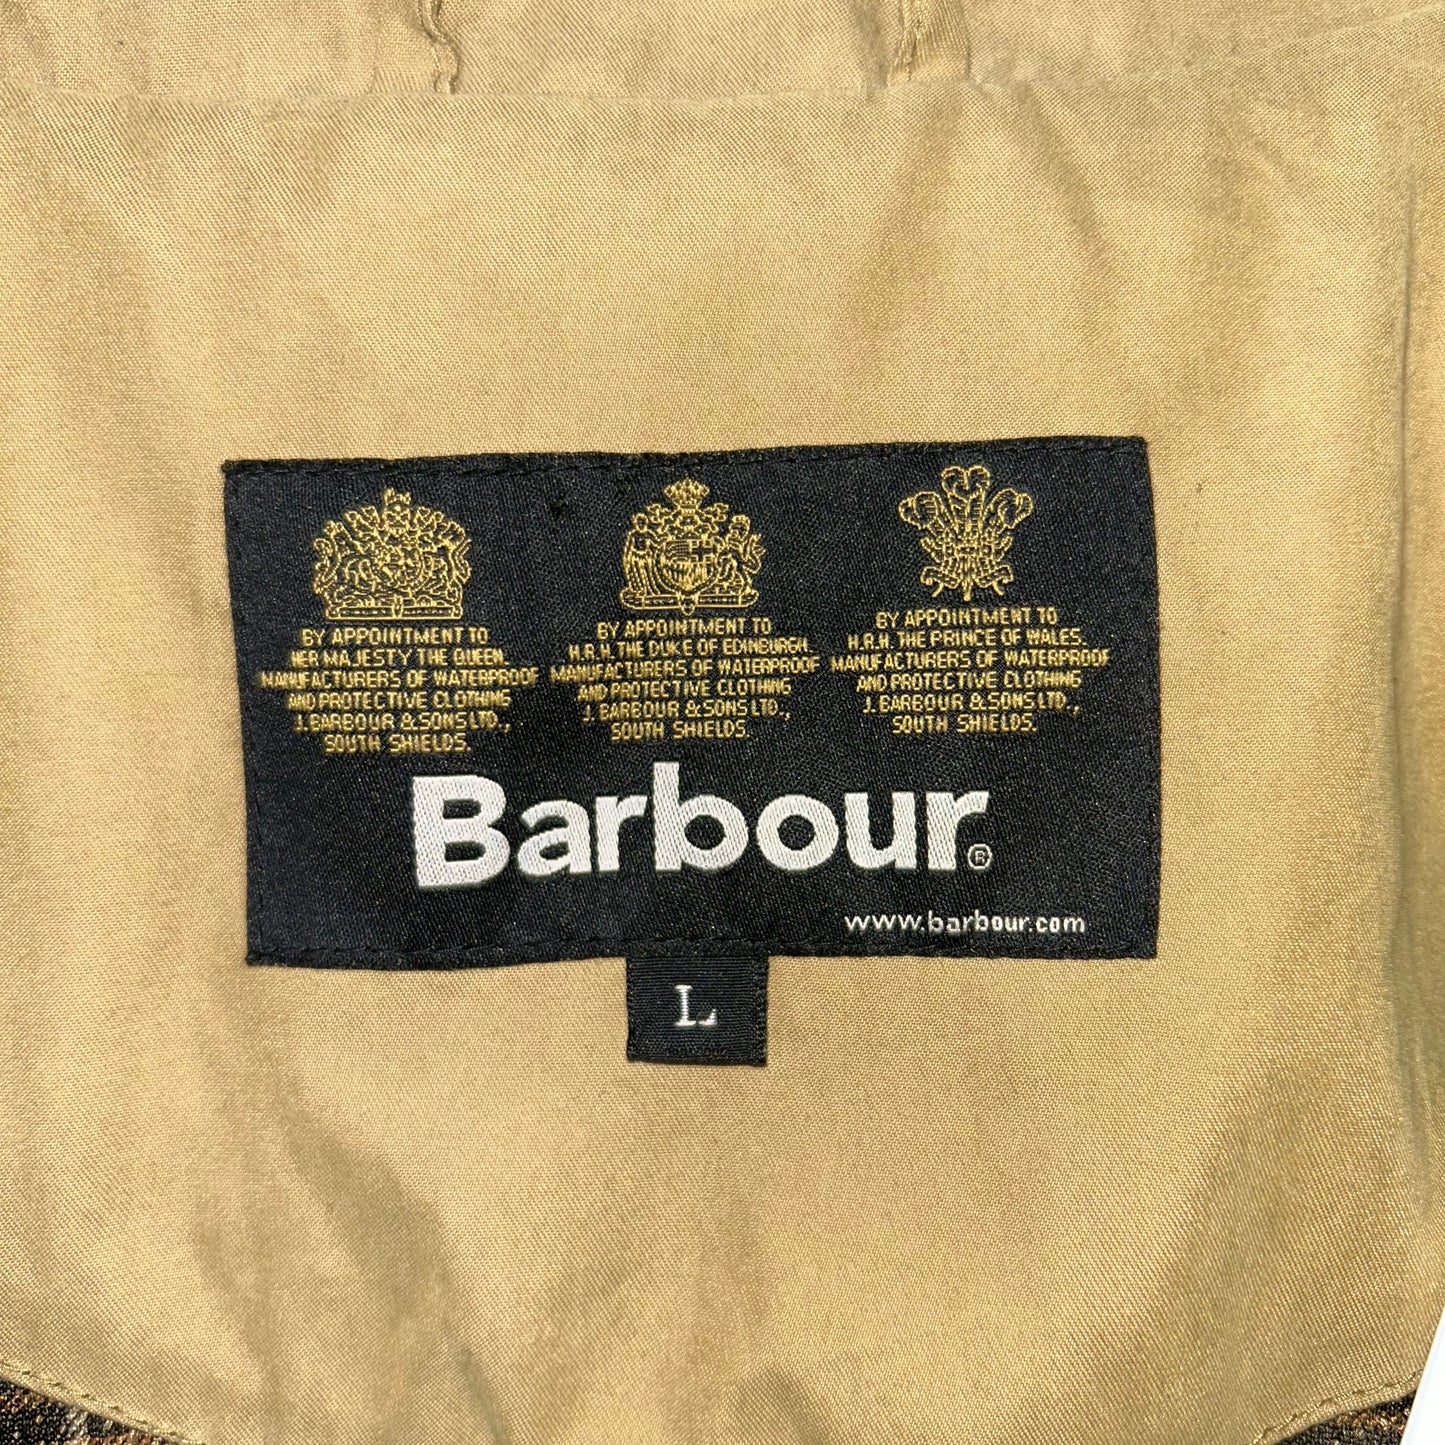 BY APPOINTMENT TO
HER MAJESTY THE QUEEN
MANUFACTURERS OF WATERPROOF
AND PROTECTIVE CLOTHING
J. BARBOUR & SONS LTD.,
SOUTH SHIELDS.
BY APPOINTMENT TO
H.R.H. THE DUKE OF EDINBURGH
MANUFACTURERS OF WATERPROOF
AND PROTECTIVE CLOTHING
J. BARBOUR & SONS LTD.,
SOUTH SHIELDS.
BY APPOINTMENT TO
H.R.H. THE PRINCE OF WALES.
MANUFACTURERS OF WATERPROOF
AND PROTECTIVE CLOTHING
J. BARBOUR & SONS LTD.,
SOUTH SHIELDS.
Barbour®
www.barbour.com
L